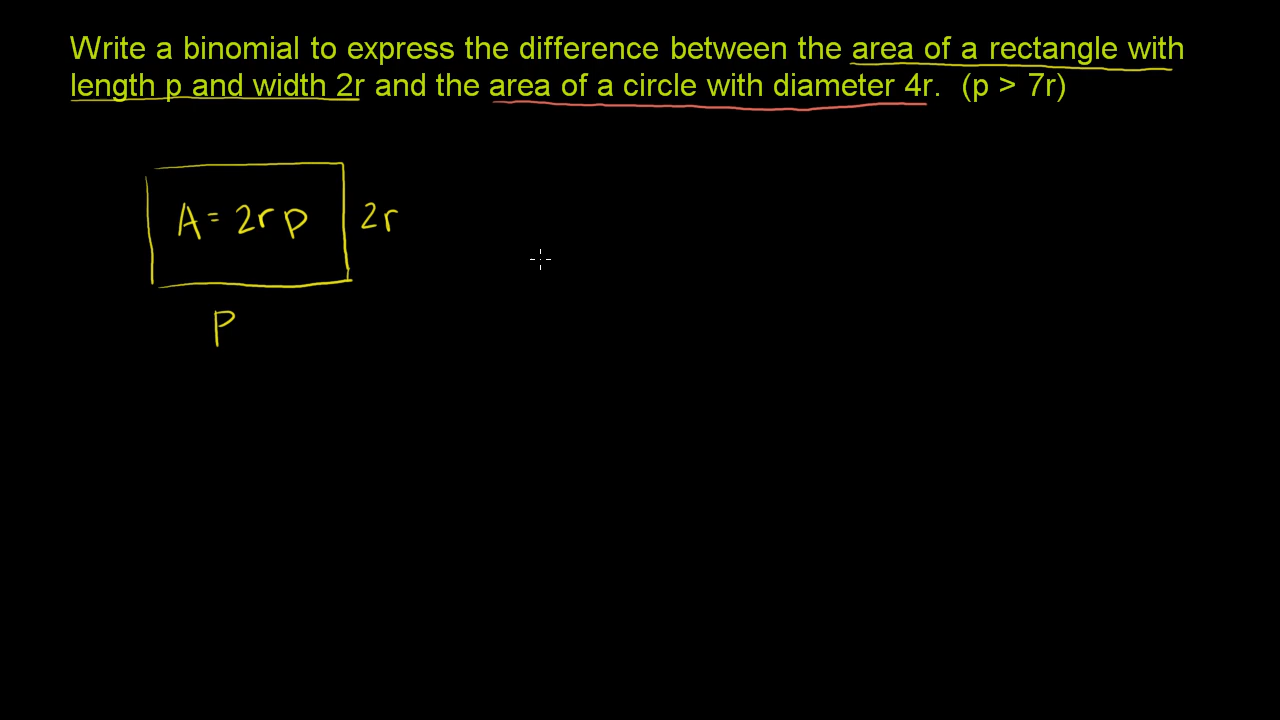 Write a binomial to express the difference between the area of a rectangle with
length p and width 2r and the area of a circle with diameter 4r. (p > 7r)
A = 2rp
2r
P